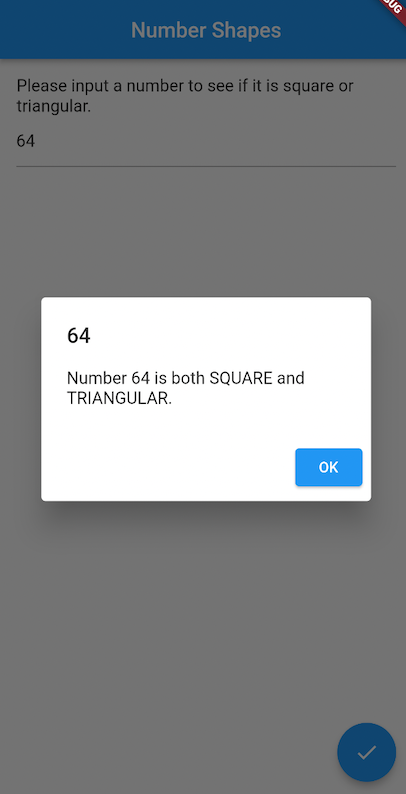 Number Shapes
Please input a number to see if it is square or
triangular.
64
64
Number 64 is both SQUARE and
TRIANGULAR.
OK